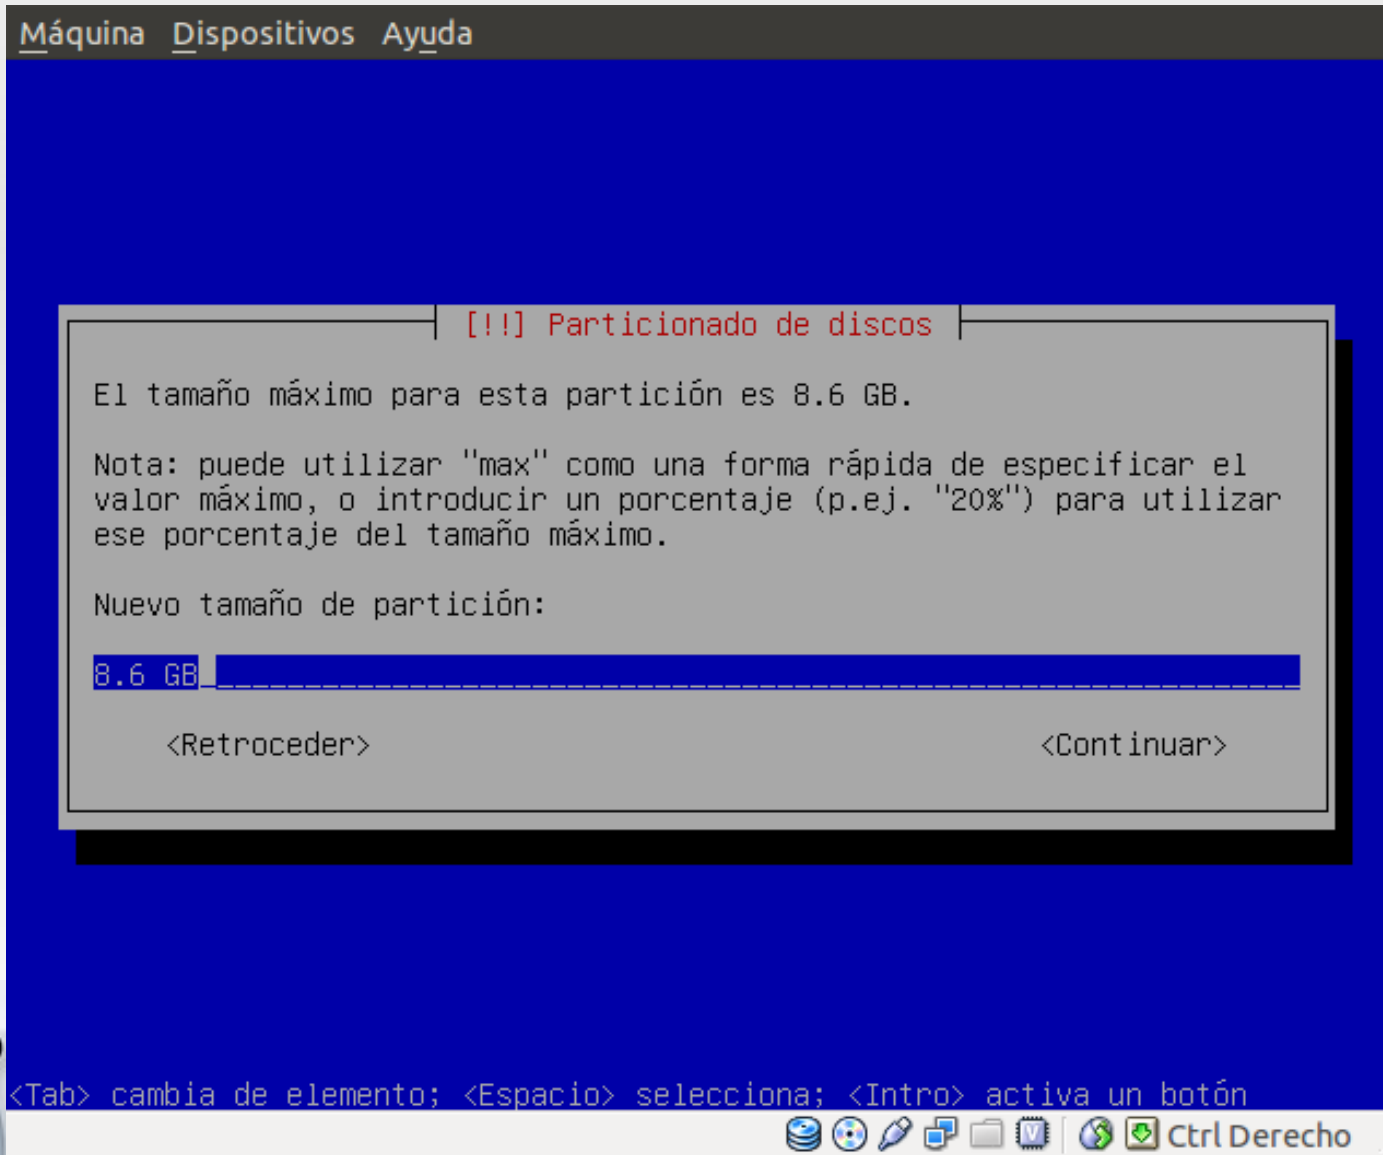 Máquina Dispositivos Ayuda
[!!] Particionado de discos
El tamaño máximo para esta partición es 8.6 GB.
Nota: puede utilizar "max" como una forma rápida de especificar el
valor máximo, o introducir un porcentaje (p.ej. "20%") para utilizar
ese porcentaje del tamaño máximo.
Nuevo tamaño de partición:
8.6 GB
<Retroceder> <Continuar>
<Tab> cambia de elemento; <Espacio> selecciona; <Intro> activa un botón
Ctrl Derecho